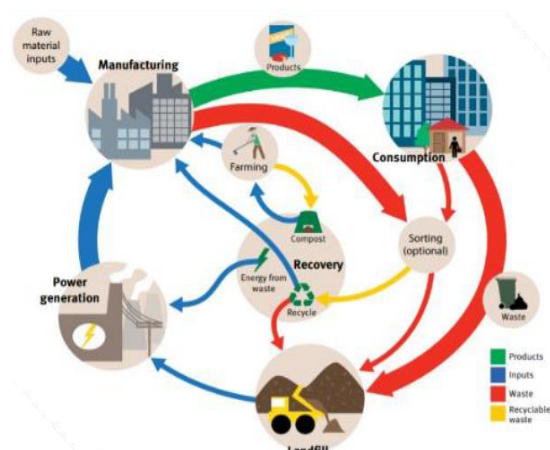 Raw
material
inputs
Manufacturing
Products
Consumption
Farming
Compost
Sorting
(optional)
Recovery
Energy from
waste
Recycle
Power
generation
Waste
Products
Inputs
Waste
Recyclable
waste
Landfill